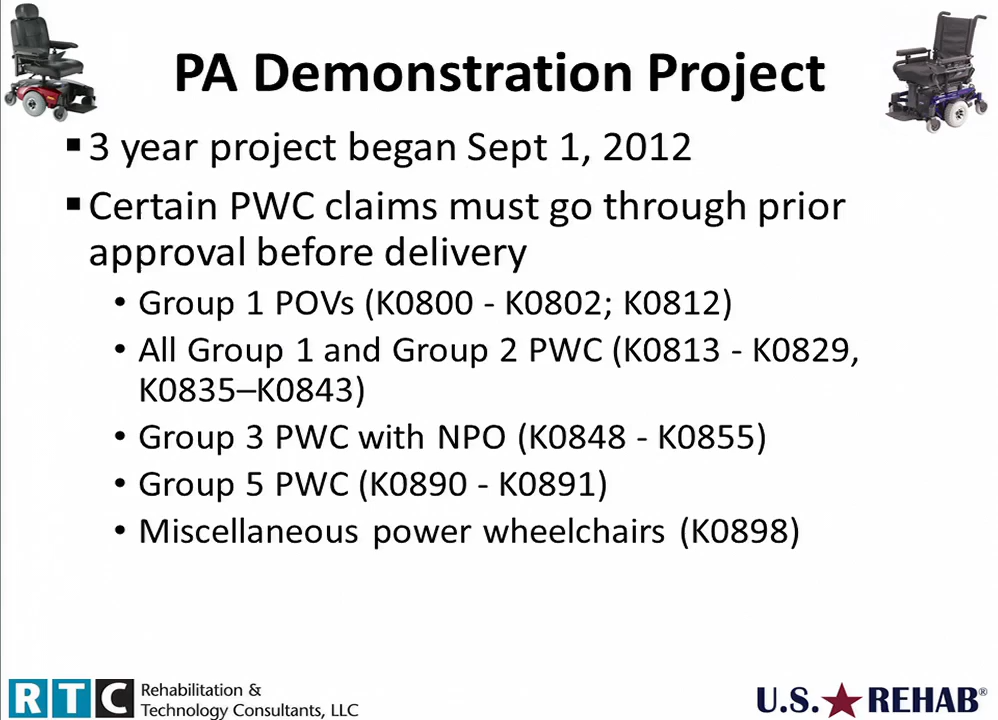 PA Demonstration Project
▪ 3 year project began Sept 1, 2012
▪ Certain PWC claims must go through prior
approval before delivery
• Group 1 POVs (K0800 - K0802; K0812)
• All Group 1 and Group 2 PWC (K0813 - K0829,
K0835–K0843)
• Group 3 PWC with NPO (K0848 - K0855)
• Group 5 PWC (K0890 - K0891)
• Miscellaneous power wheelchairs (K0898)
RTC Rehabilitation &
Technology Consultants, LLC
U.S. REHAB®